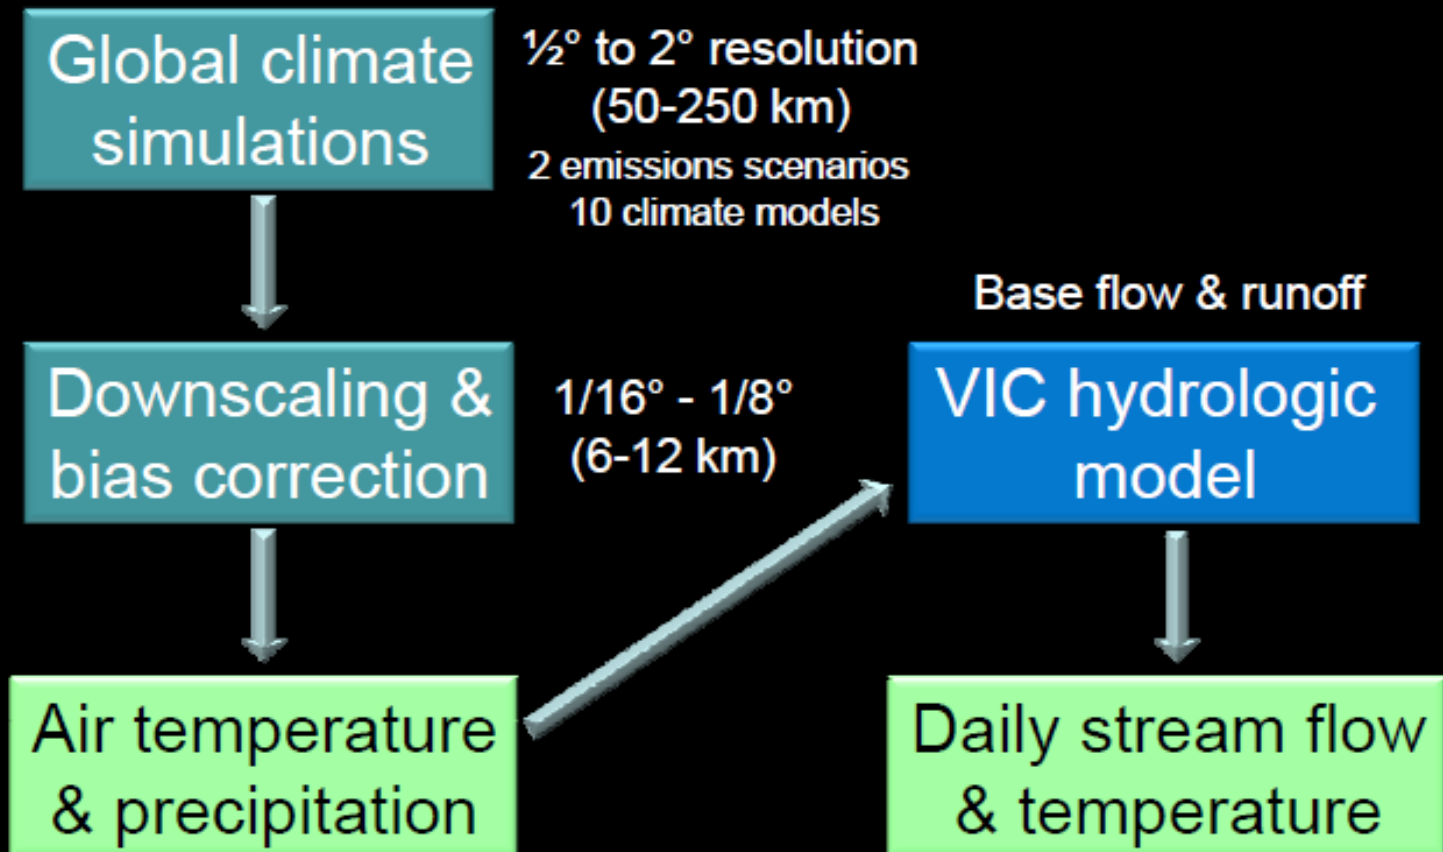 Global climate
simulations
½° to 2° resolution
(50-250 km)
2 emissions scenarios
10 climate models
Downscaling &
bias correction
1/16° - 1/8°
(6-12 km)
Air temperature
& precipitation
Base flow & runoff
VIC hydrologic
model
Daily stream flow
& temperature